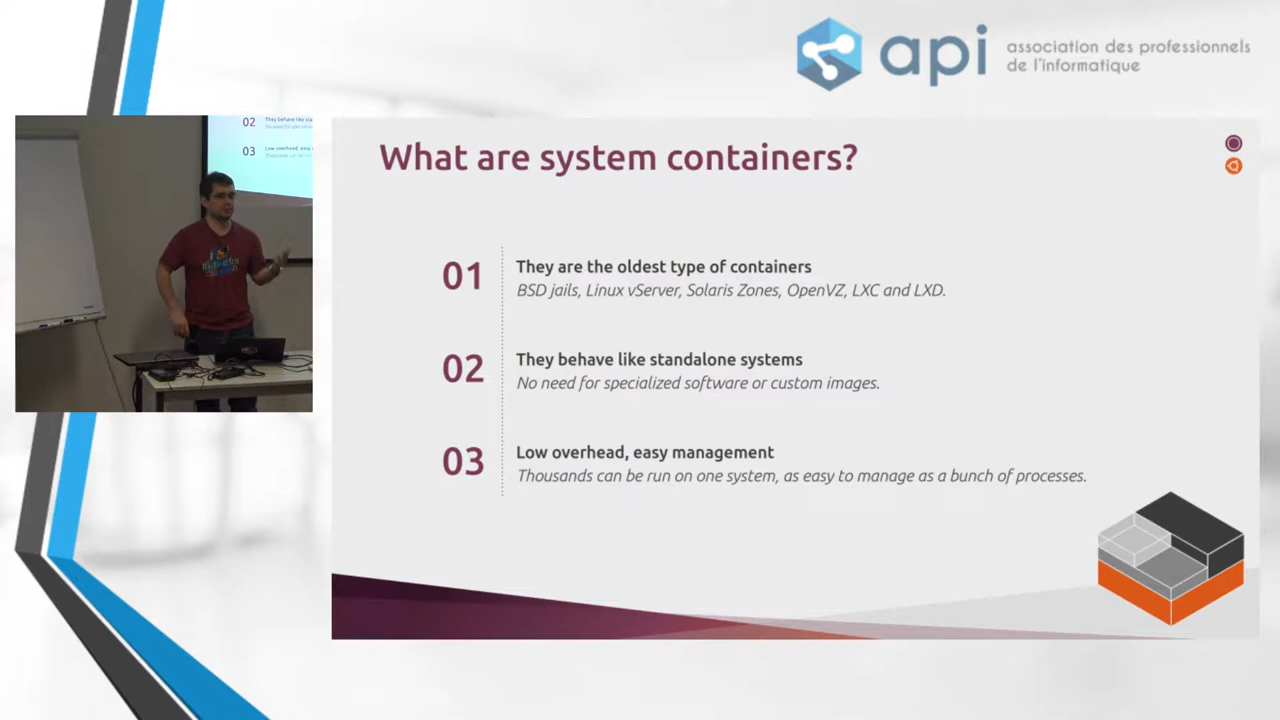 api
association des professionnels
de l'informatique
02
03
What are system containers?
01
They are the oldest type of containers
BSD jails, Linux vServer, Solaris Zones, OpenVZ, LXC and LXD.
02
They behave like standalone systems
No need for specialized software or custom images.
03
Low overhead, easy management
Thousands can be run on one system, as easy to manage as a bunch of processes.